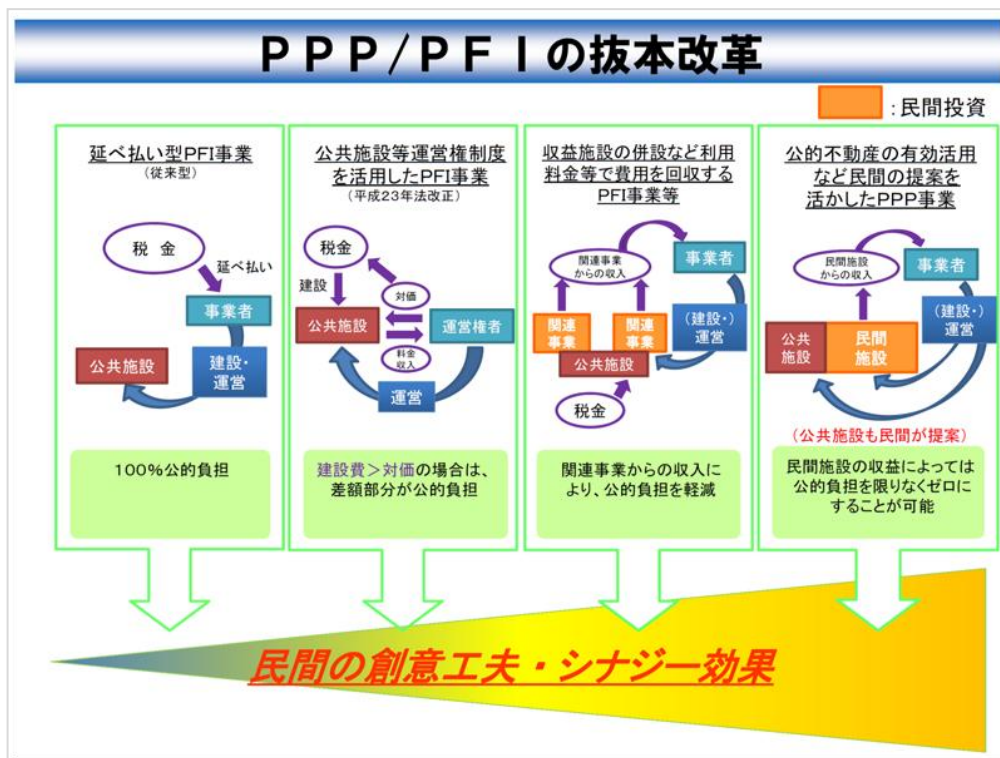 PPP/PFIの抜本改革
：民間投資
延べ払い型PFI事業
（従来型）
税 金
延べ払い
事業者
公共施設
建設・
運営
100％公的負担
公共施設等運営権制度
を活用したPFI事業
（平成23年法改正）
税金
建設
対価
公共施設
運営権者
料金
収入
運営
建設費＞対価の場合は、
差額部分が公的負担
収益施設の併設など利用
料金等で費用を回収する
PFI事業等
関連事業
からの収入
事業者
関連
事業
関連
事業
（建設・）
運営
公共施設
税金
関連事業からの収入に
より、公的負担を軽減
公的不動産の有効活用
など民間の提案を
活かしたPPP事業
民間施設
からの収入
事業者
公共
施設
民間
施設
（建設・）
運営
（公共施設も民間が提案）
民間施設の収益によっては
公的負担を限りなくゼロに
することが可能
民間の創意工夫・シナジー効果